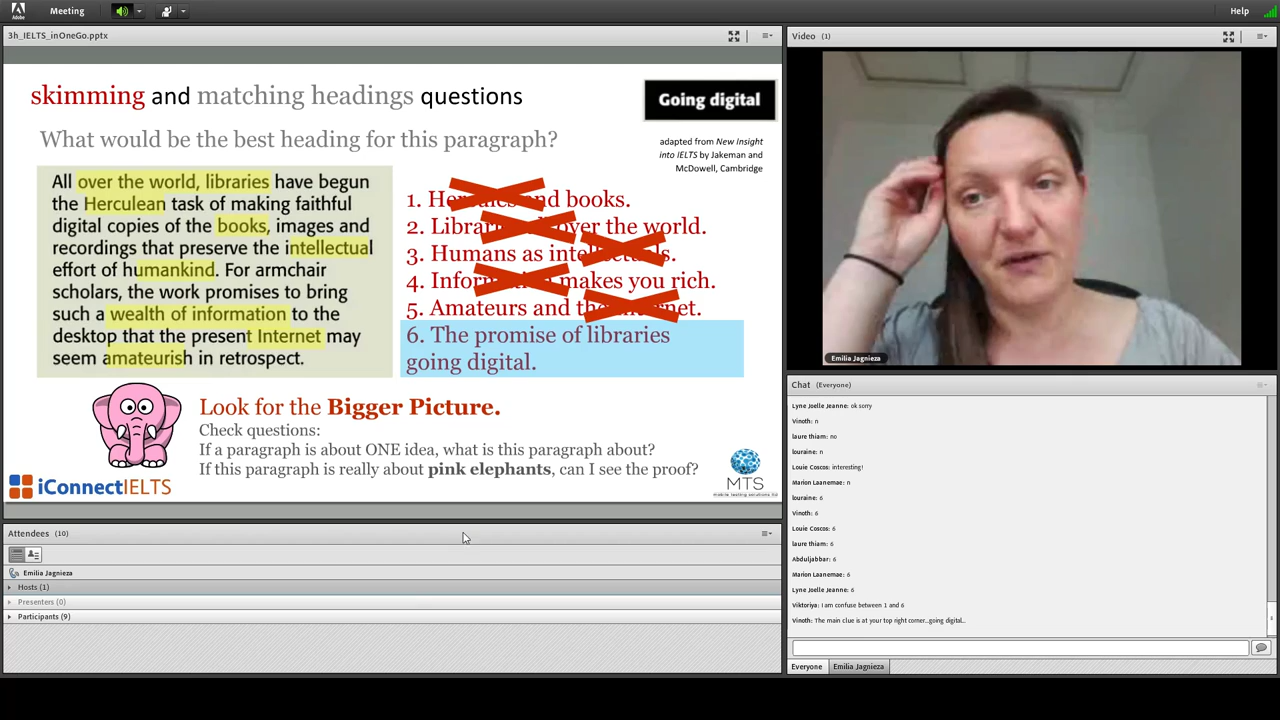 Adobe
Meeting
Help
3h_IELTS_inOneGo.pptx
skimming and matching headings questions
Going digital
What would be the best heading for this paragraph?
adapted from New Insight
into IELTS by Jakeman and
McDowell, Cambridge
All over the world, libraries have begun
the Herculean task of making faithful
digital copies of the books, images and
recordings that preserve the intellectual
effort of humankind. For armchair
scholars, the work promises to bring
such a wealth of information to the
desktop that the present Internet may
seem amateurish in retrospect.
1. and books.
2. over the world.
3. Humans as
4. makes you rich.
5. Amateurs and
6. The promise of libraries
going digital.
Look for the Bigger Picture.
Check questions:
If a paragraph is about ONE idea, what is this paragraph about?
If this paragraph is really about pink elephants, can I see the proof?
iConnectIELTS
MTS
mobile testing solutions ltd
Attendees (10)
Emilia Jagnieza
Hosts (1)
Presenters (0)
Participants (9)
Video (1)
Emilia Jagnieza
Chat (Everyone)
Lyne Joelle Jeanne: ok sorry
Vinoth: n
laure thiam: no
louraine: n
Louie Coscos: interesting!
Marion Laanemae: n
louraine: 6
Vinoth: 6
Louie Coscos: 6
laure thiam: 6
Abduljabbar: 6
Marion Laanemae: 6
Lyne Joelle Jeanne: 6
Viktoriya: I am confuse between 1 and 6
Vinoth: The main clue is at your top right corner...going digital...
Everyone
Emilia Jagnieza